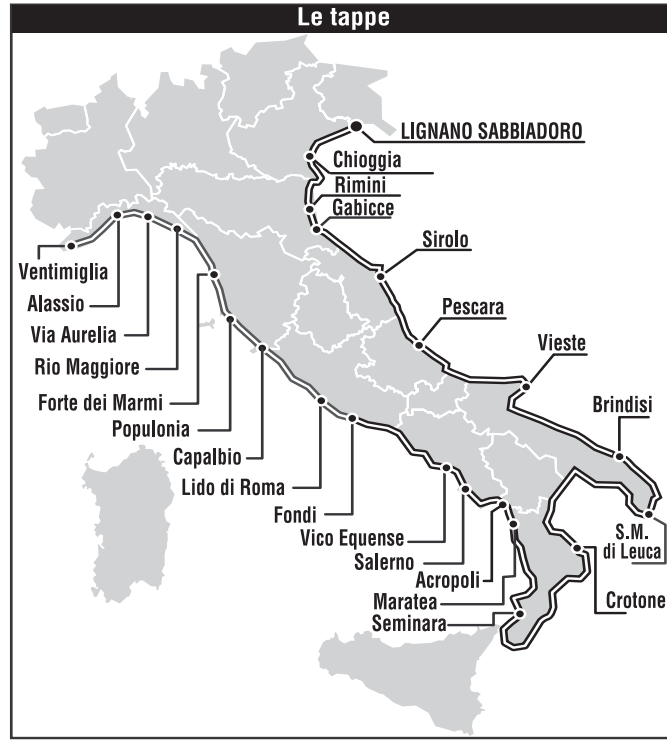 Le tappe
LIGNANO SABBIADORO
Chioggia
Rimini
Gabicce
Sirolo
Pescara
Vieste
Brindisi
S.M.
di Leuca
Crotone
Ventimiglia
Alassio
Via Aurelia
Rio Maggiore
Forte dei Marmi
Populonia
Capalbio
Lido di Roma
Fondi
Vico Equense
Salerno
Acropoli
Maratea
Seminara